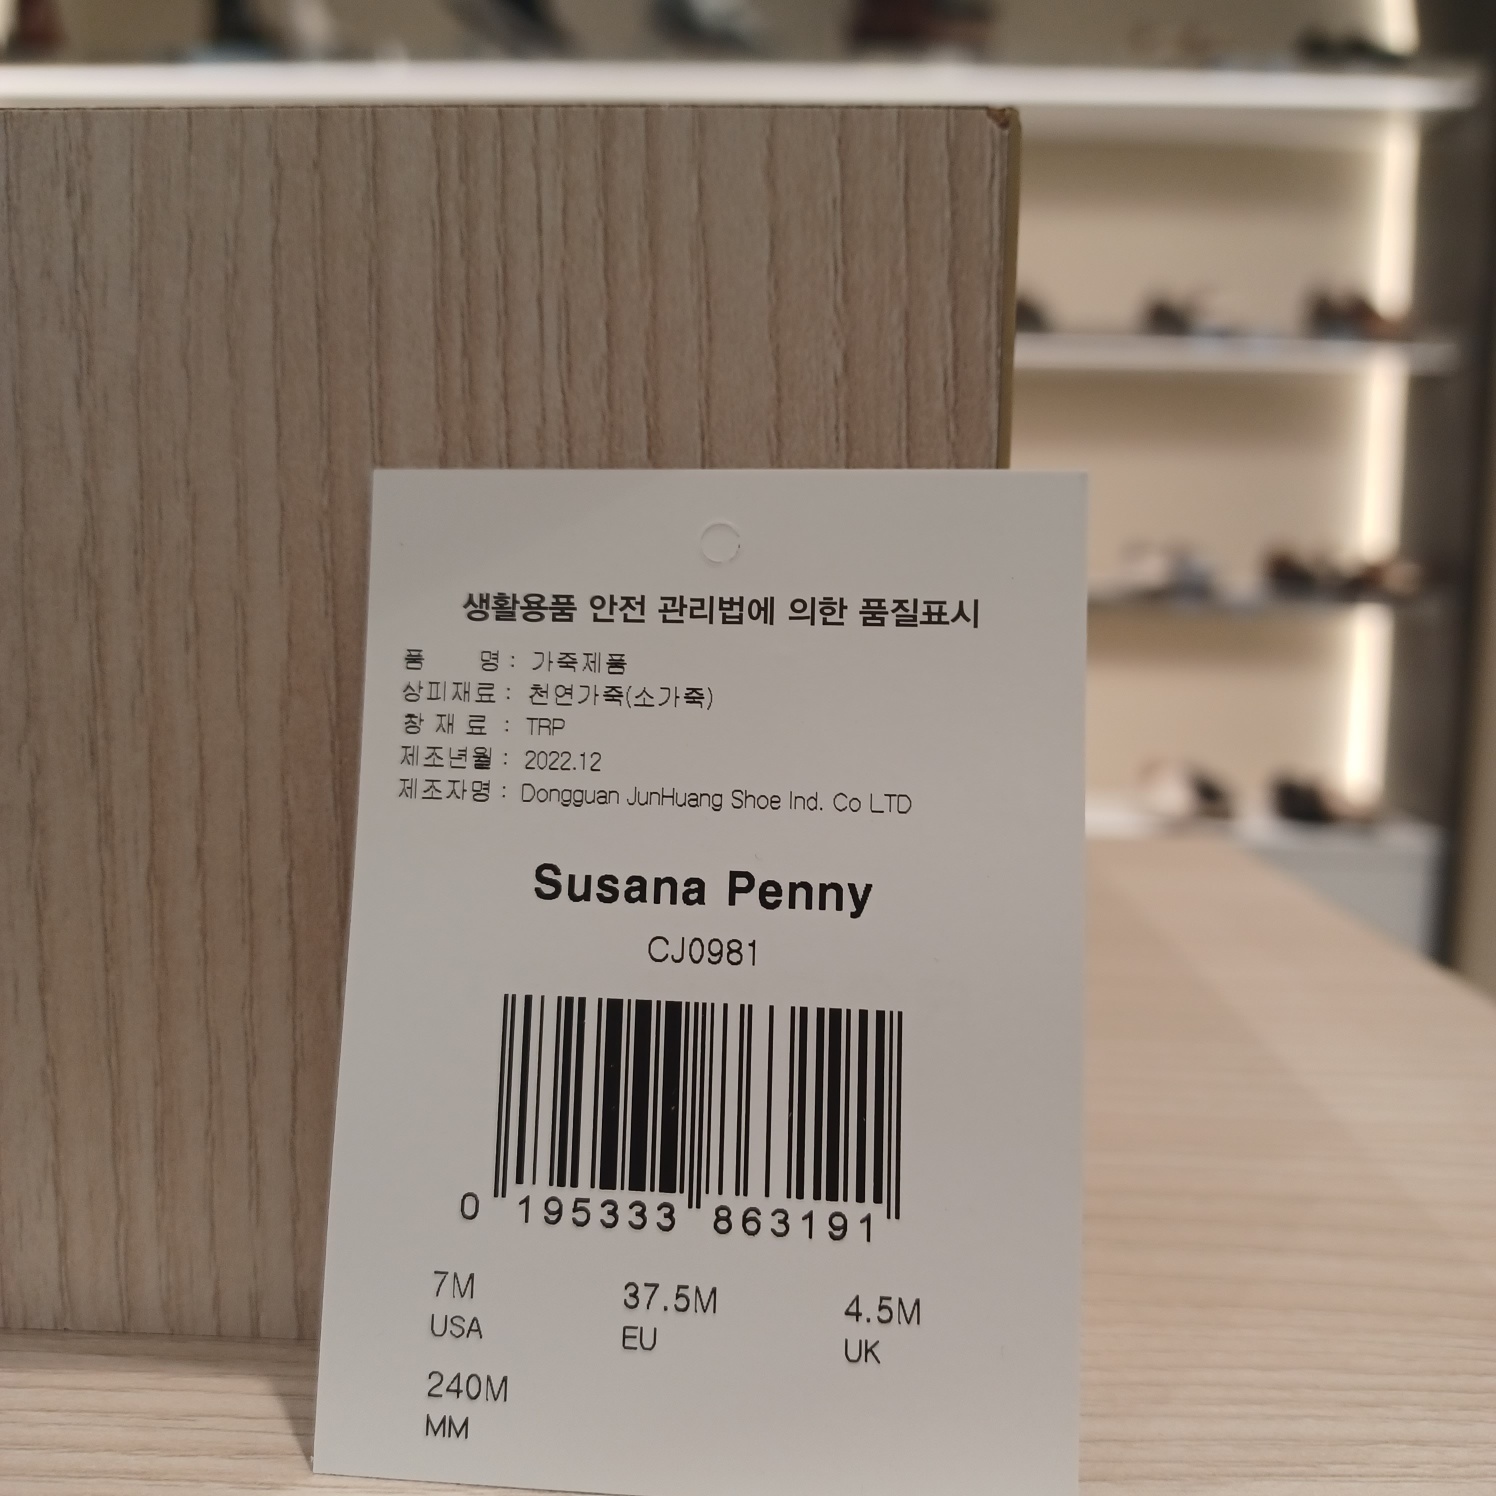 생활용품 안전 관리법에 의한 품질표시
품 명 : 가죽제품
상피재료 : 천연가죽(소가죽)
창 재 료 : TRP
제조년월 : 2022.12
제조자명 : Dongguan JunHuang Shoe Ind. Co LTD
Susana Penny
CJ0981
0 195333 863191
7M 37.5M 4.5M
USA EU UK
240M
MM